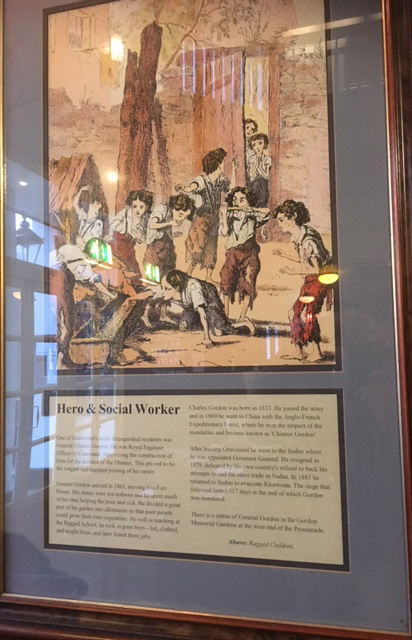 Hero & Social Worker
One of Gravesend's most distinguished residents was
General Charles Gordon. He was Royal Engineer
Officer in Command, supervising the construction of
forts for the defence of the Thames. This proved to be
the longest and happiest posting of his career.
General Gordon arrived in 1865, moving into Fort
House. His duties were not arduous and he spent much
of his time helping the poor and sick. He divided a great
part of his garden into allotments so that poor people
could grow their own vegetables. As well as teaching at
the Ragged School, he took in poor boys - fed, clothed,
and taught them, and later found them jobs.
Charles Gordon was born in 1833. He joined the army
and in 1860 he went to China with the Anglo-French
Expeditionary Force, where he won the respect of the
mandarins and became known as 'Chinese Gordon'
After leaving Gravesend he went to the Sudan where
he was appointed Governor General. He resigned in
1879, defeated by his own country's refusal to back his
attempts to end the slave trade in Sudan. In 1885 he
returned to Sudan to evacuate Khartoum. The siege that
followed lasted 317 days at the end of which Gordon
was murdered.
There is a statue of General Gordon in the Gordon
Memorial Gardens at the west end of the Promenade.
Above: Ragged Children.